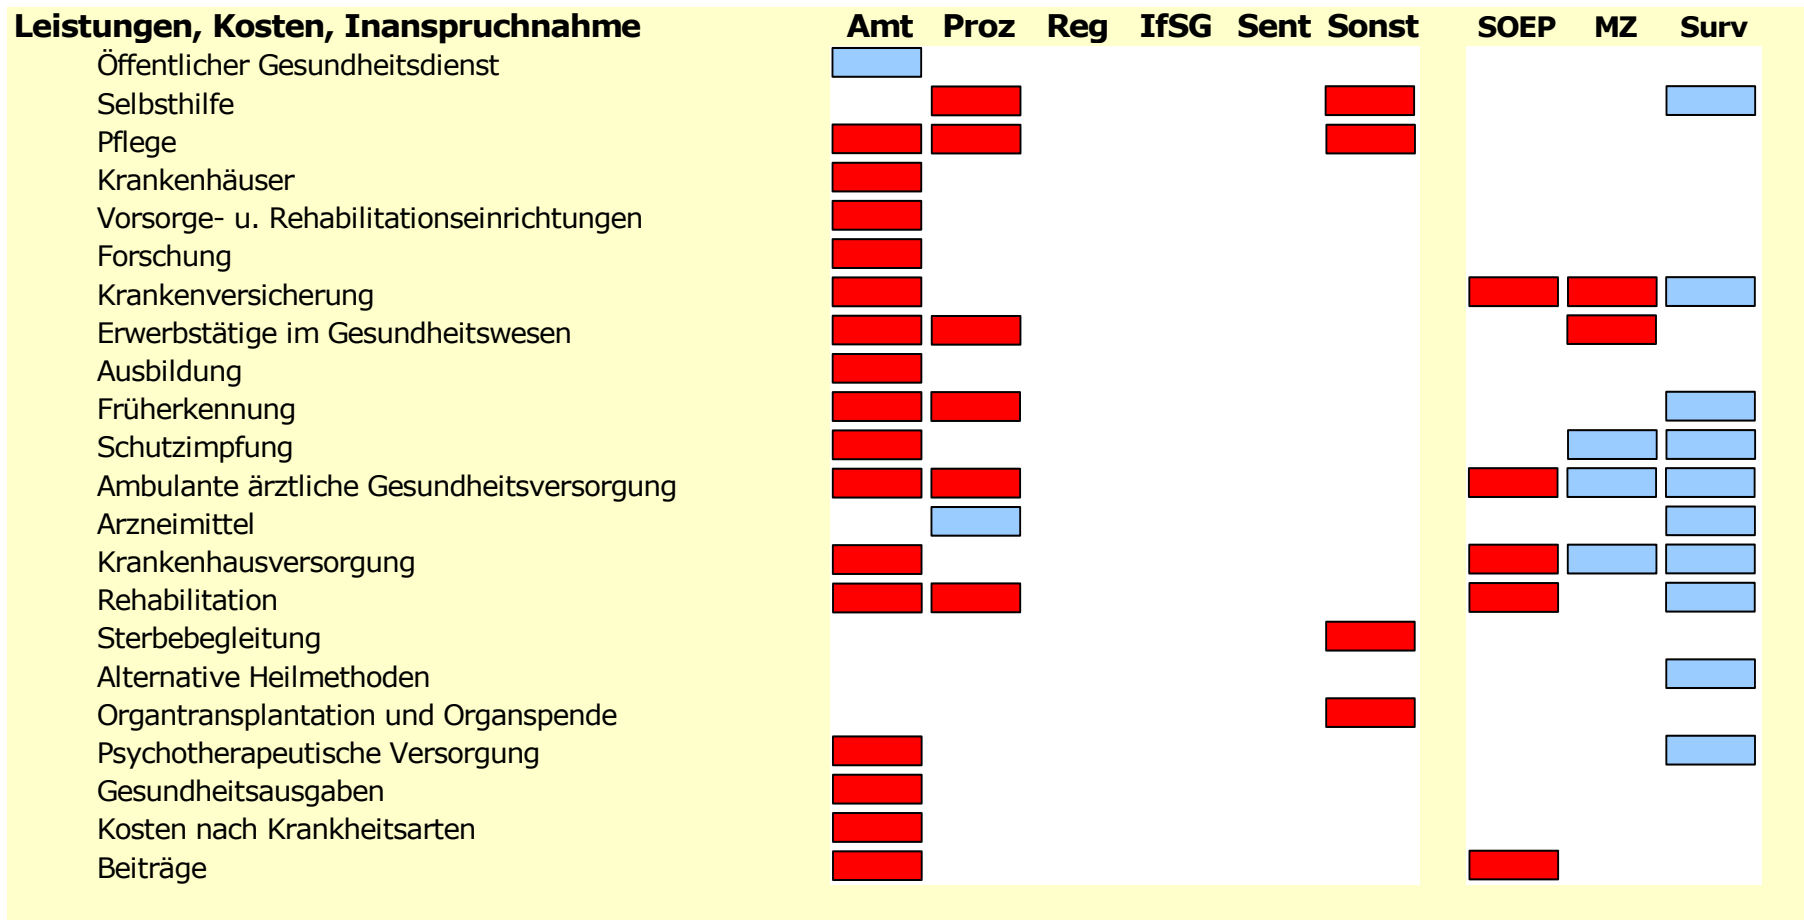 Leistungen, Kosten, Inanspruchnahme Amt Proz Reg IfSG Sent Sonst SOEP MZ Surv
Öffentlicher Gesundheitsdienst
Selbsthilfe
Pflege
Krankenhäuser
Vorsorge- u. Rehabilitationseinrichtungen
Forschung
Krankenversicherung
Erwerbstätige im Gesundheitswesen
Ausbildung
Früherkennung
Schutzimpfung
Ambulante ärztliche Gesundheitsversorgung
Arzneimittel
Krankenhausversorgung
Rehabilitation
Sterbebegleitung
Alternative Heilmethoden
Organtransplantation und Organspende
Psychotherapeutische Versorgung
Gesundheitsausgaben
Kosten nach Krankheitsarten
Beiträge